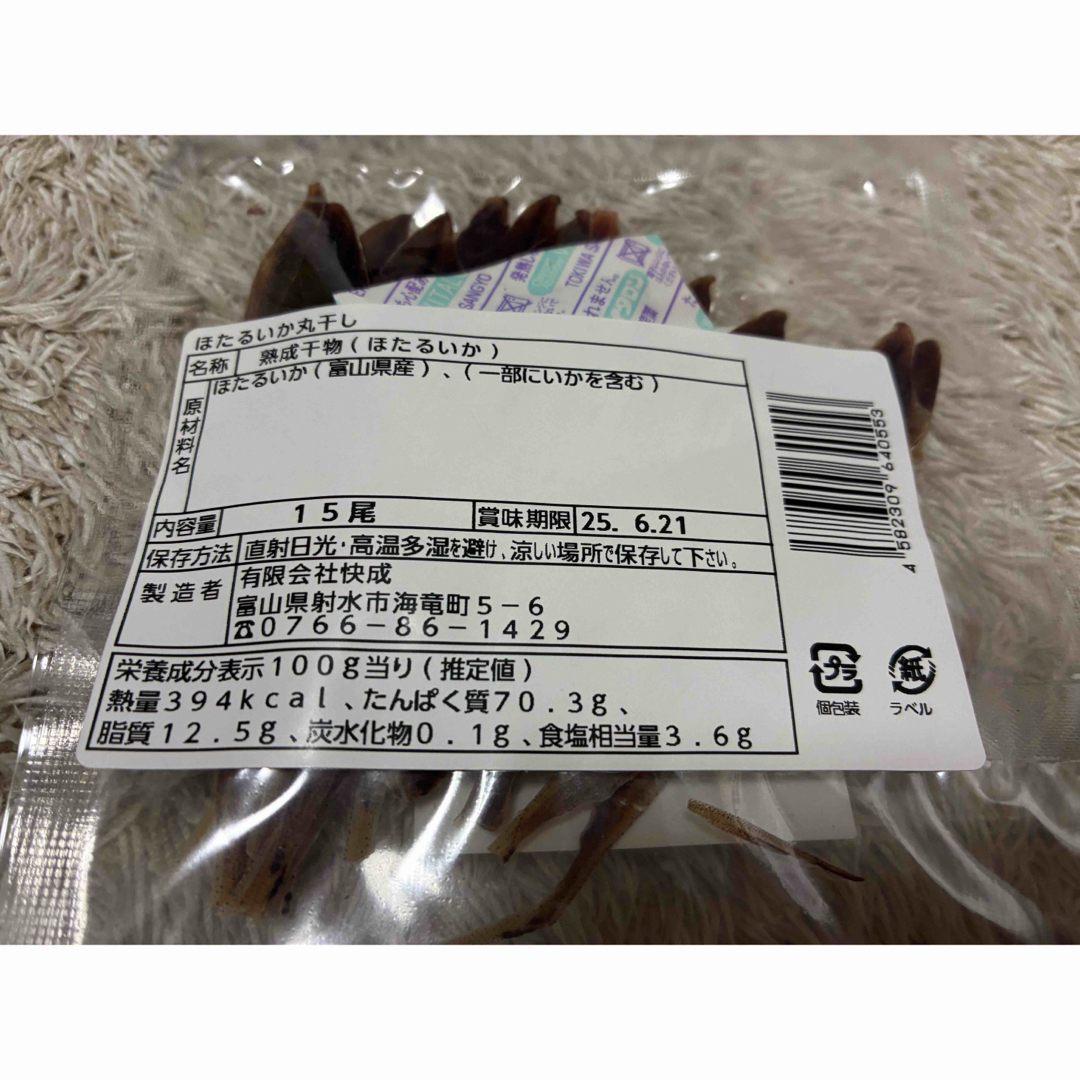 TOKIWA SA
SANGYO
れません。
ほたるいか丸干し
名称 熟成干物(ほたるいか)
原材料名 ほたるいか(富山県産)、(一部にいかを含む)
内容量 15尾 賞味期限 25. 6.21
保存方法 直射日光・高温多湿を避け、涼しい場所で保存して下さい。
製造者 有限会社快成
富山県射水市海竜町5-6
☎0766-86-1429
栄養成分表示100g当り(推定値)
熱量394kcal、たんぱく質70.3g、
脂質12.5g、炭水化物0.1g、食塩相当量3.6g
4 582309 640553
プラ
個包装
紙
ラベル